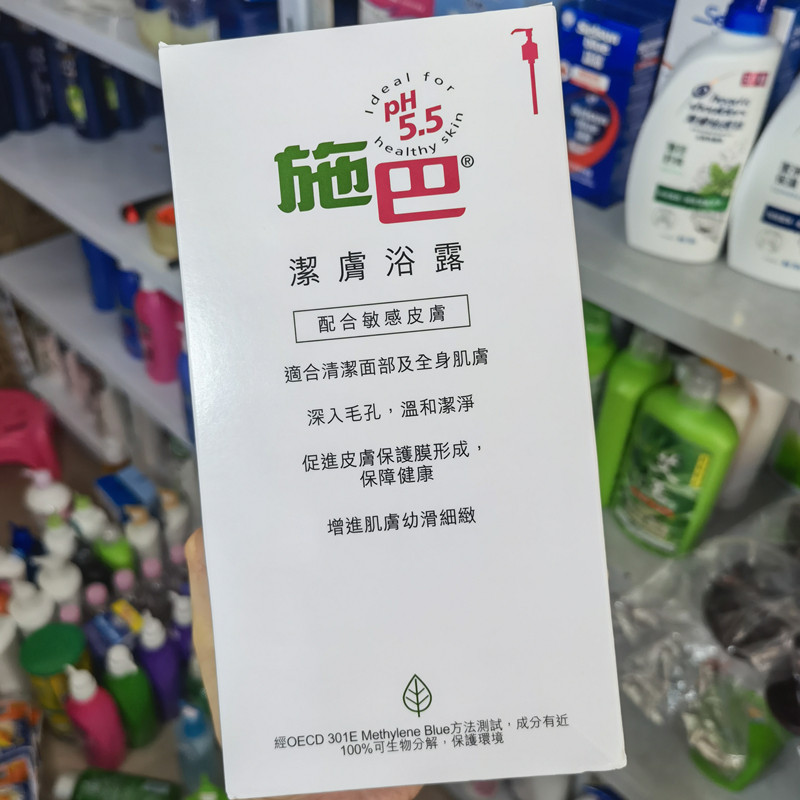 Ideal for
pH
5.5
healthy skin
施巴®
潔膚浴露
配合敏感皮膚
適合清潔面部及全身肌膚
深入毛孔，溫和潔淨
促進皮膚保護膜形成，
保障健康
增進肌膚幼滑細緻
經OECD 301E Methylene Blue方法測試，成分有近
100%可生物分解，保護環境